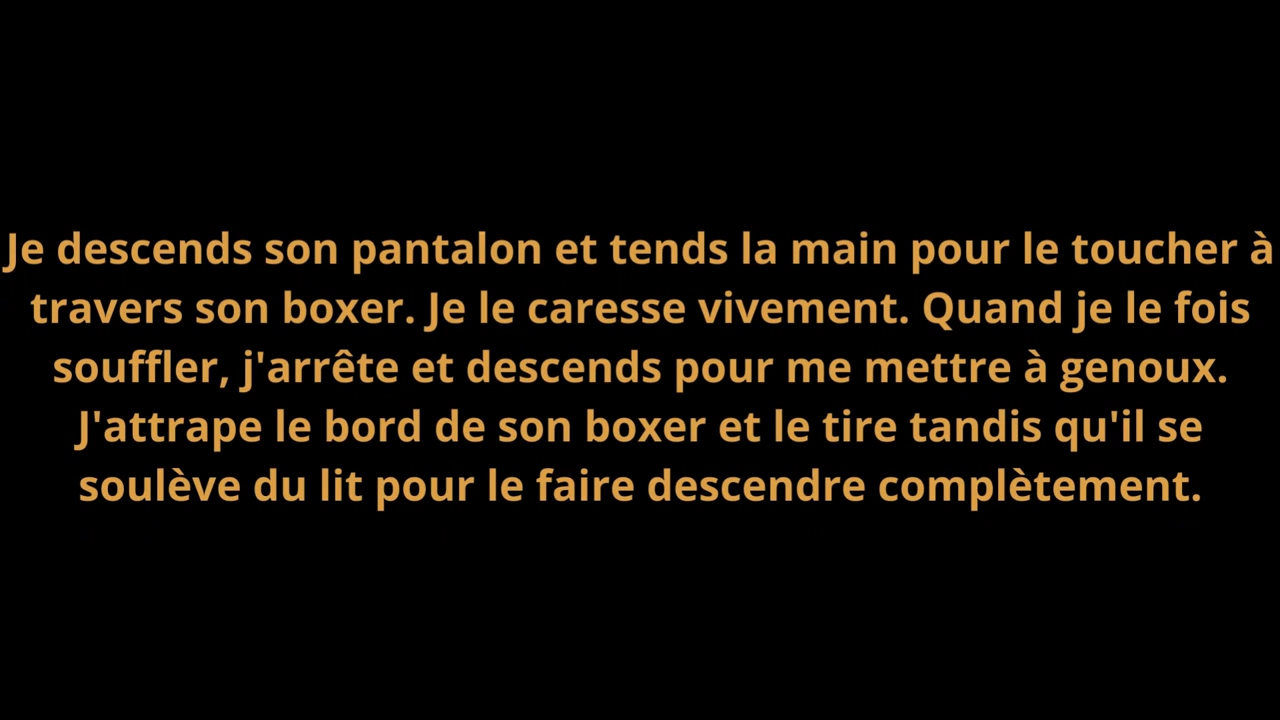 Je descends son pantalon et tends la main pour le toucher à
travers son boxer. Je le caresse vivement. Quand je le fois
souffler, j'arrête et descends pour me mettre à genoux.
J'attrape le bord de son boxer et le tire tandis qu'il se
soulève du lit pour le faire descendre complètement.